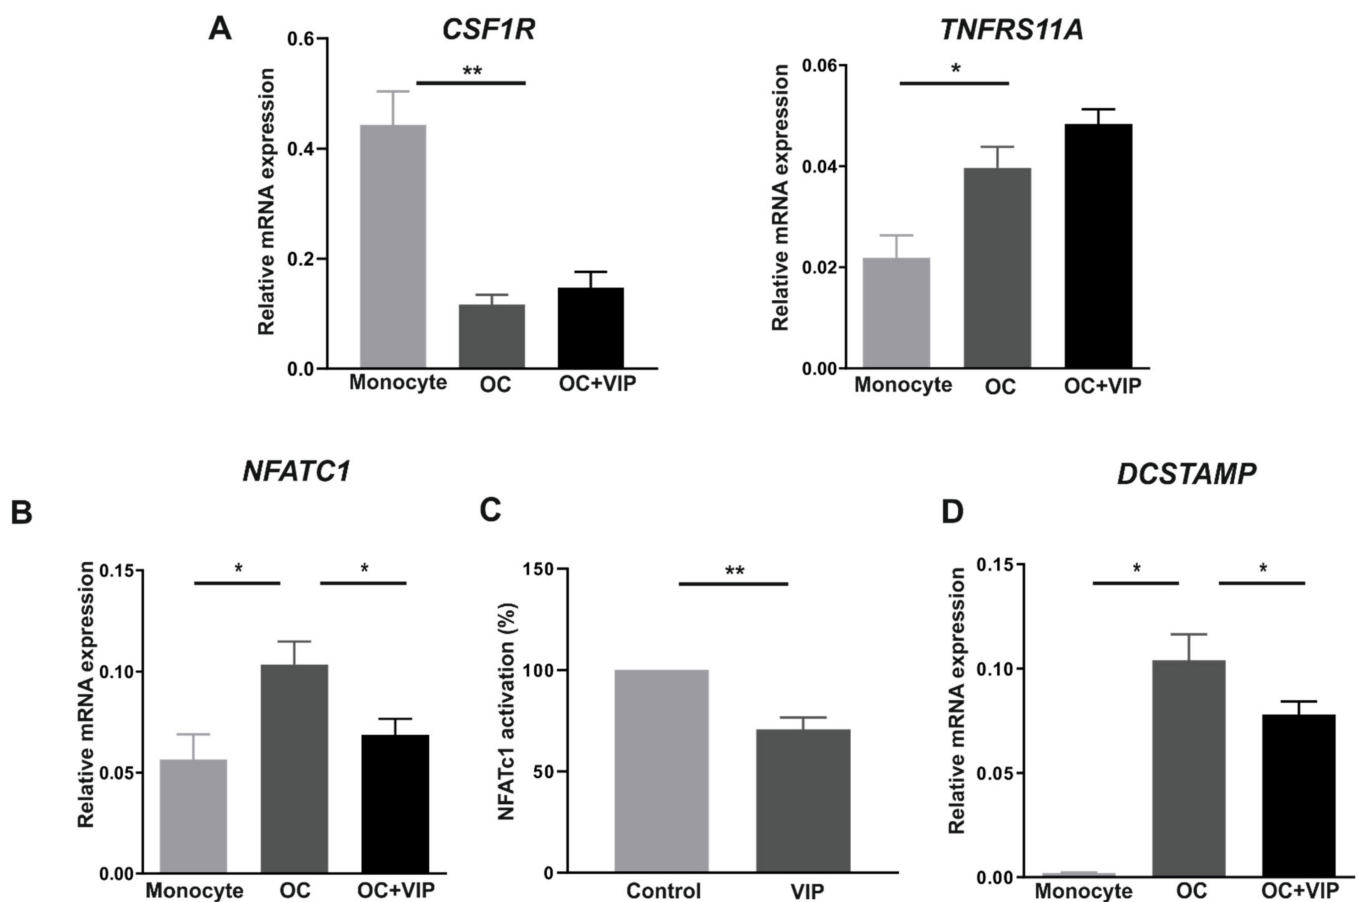 A
CSF1R
Relative mRNA expression
0.6
0.4
0.2
0.0
**
Monocyte OC OC+VIP
TNFRS11A
Relative mRNA expression
0.06
0.04
0.02
0.00
*
Monocyte OC OC+VIP
B
NFATC1
Relative mRNA expression
0.15
0.10
0.05
0.00
* *
Monocyte OC OC+VIP
C
NFATc1 activation (%)
150
100
50
0
**
Control VIP
D
DCSTAMP
Relative mRNA expression
0.15
0.10
0.05
0.00
* *
Monocyte OC OC+VIP